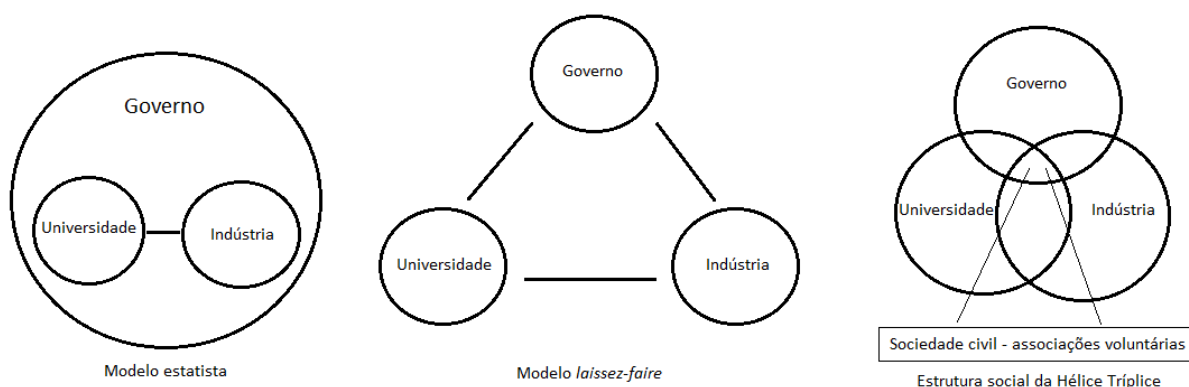 Governo
Universidade
Indústria
Modelo estatista
Governo
Universidade
Indústria
Modelo laissez-faire
Governo
Universidade
Indústria
Sociedade civil - associações voluntárias
Estrutura social da Hélice Tríplice